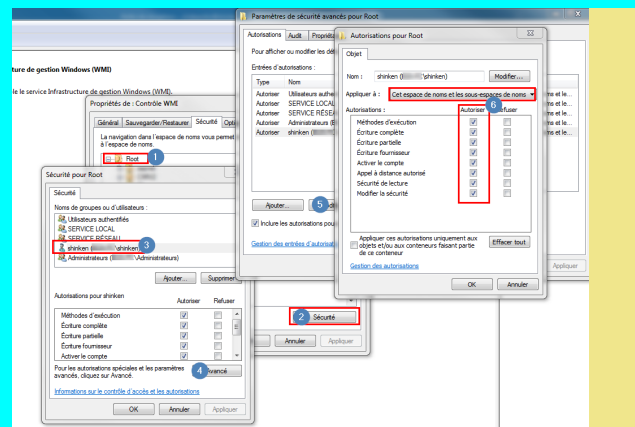 ture de gestion Windows (WMI)
le le service Infrastructure de gestion Windows (WMI).
Propriétés de : Contrôle WMI
Général Sauvegarder/Restaurer Sécurité
La navigation dans l'espace de noms vous permet
à l'espace de noms.
Root
1
2 Sécurité
Annuler Appliquer
Sécurité pour Root
Sécurité
Noms de groupes ou d'utilisateurs :
Utilisateurs authentifiés
SERVICE LOCAL
SERVICE RÉSEAU
shinken ( \shinken) 3
Administrateurs ( \Administrateurs)
Ajouter... Supprimer
Autorisations pour shinken
Autoriser Refuser
Méthodes d'exécution
Écriture complète
Écriture partielle
Écriture fournisseur
Activer le compte
Pour les autorisations spéciales et les paramètres
avancés, cliquez sur Avancé.
4 Avancé
Informations sur le contrôle d'accès et les autorisations
OK Annuler Appliquer
Paramètres de sécurité avancés pour Root
Autorisations Audit
Pour afficher ou modifier les
Entrées d'autorisations :
Type Nom
Autoriser Utilisateurs
Autoriser SERVICE LOCAL
Autoriser SERVICE
Autoriser Administrateurs
Autoriser shinken
Ajouter... 5
Inclure les autorisations
Gestion des entrées
Appliquer
Autorisations pour Root
Objet
Nom : shinken ( \shinken) Modifier...
Appliquer à : Cet espace de noms et les sous-espaces de noms
Autorisations : Autoriser 6 Refuser
Méthodes d'exécution
Écriture complète
Écriture partielle
Écriture fournisseur
Activer le compte
Appel à distance autorisé
Sécurité de lecture
Modifier la sécurité
Appliquer ces autorisations uniquement aux
objets et/ou aux conteneurs faisant partie
de ce conteneur
Effacer tout
Gestion des autorisations
OK Annuler